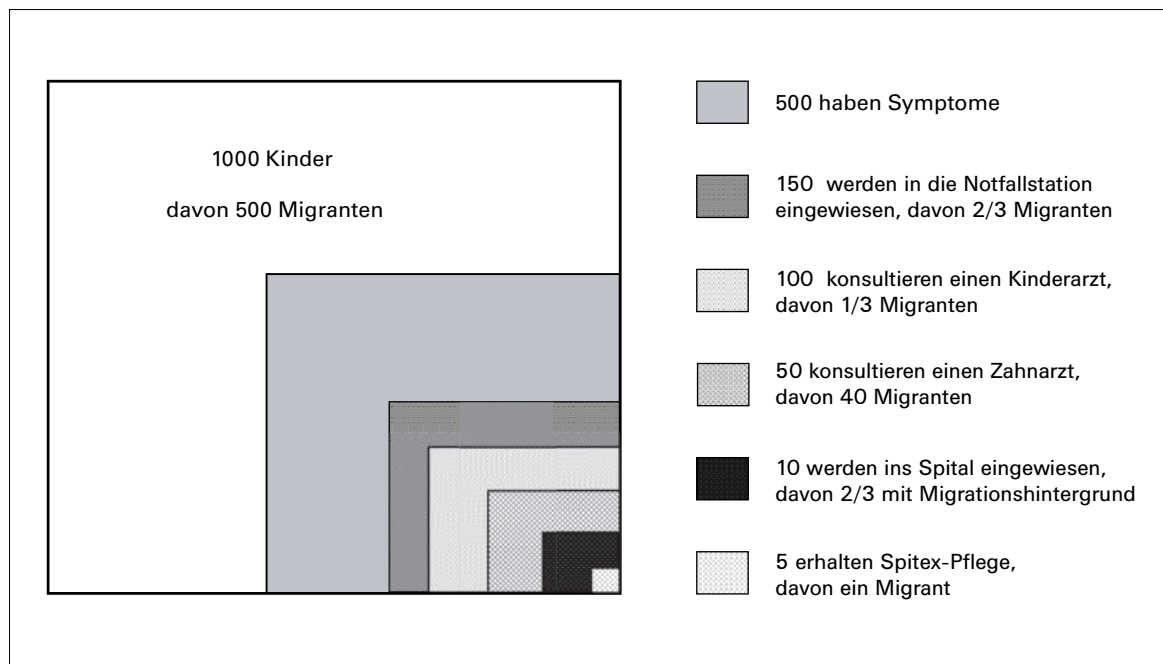 1000 Kinder
davon 500 Migranten
500 haben Symptome
150 werden in die Notfallstation
eingewiesen, davon 2/3 Migranten
100 konsultieren einen Kinderarzt,
davon 1/3 Migranten
50 konsultieren einen Zahnarzt,
davon 40 Migranten
10 werden ins Spital eingewiesen,
davon 2/3 mit Migrationshintergrund
5 erhalten Spitex-Pflege,
davon ein Migrant